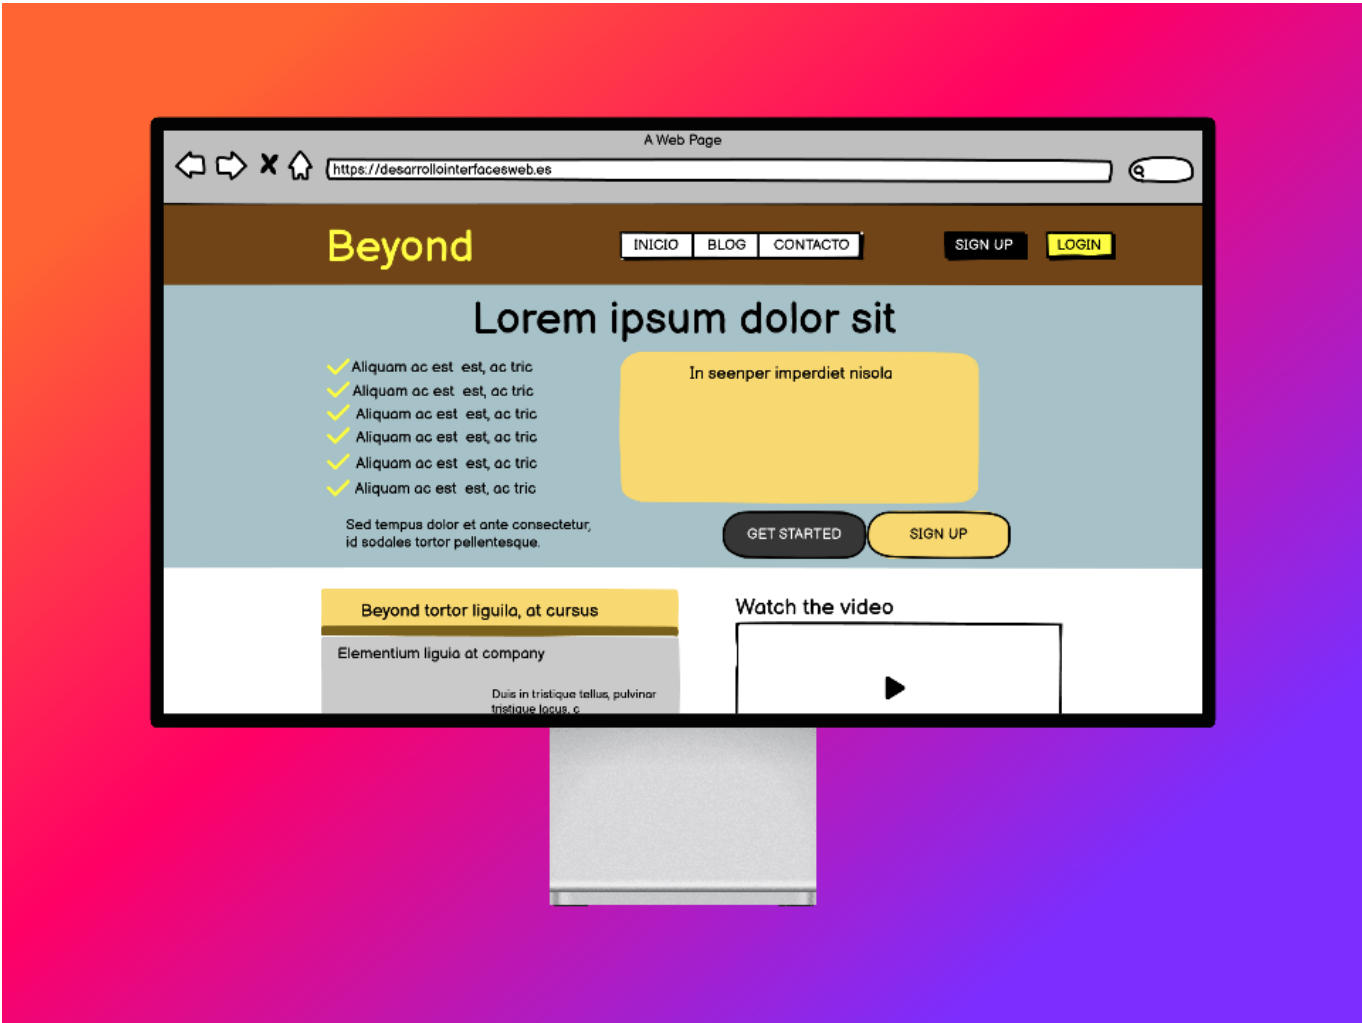 A Web Page
https://desarrollointerfacesweb.es
Beyond
INICIO BLOG CONTACTO
SIGN UP
LOGIN
Lorem ipsum dolor sit
Aliquam ac est est, ac tric
Aliquam ac est est, ac tric
Aliquam ac est est, ac tric
Aliquam ac est est, ac tric
Aliquam ac est est, ac tric
Aliquam ac est est, ac tric
Sed tempus dolor et ante consectetur,
id sodales tortor pellentesque.
In seenper imperdiet nisola
GET STARTED
SIGN UP
Beyond tortor liguila, at cursus
Elementium liguia at company
Duis in tristique tellus, pulvinar
tristique lacus, c
Watch the video